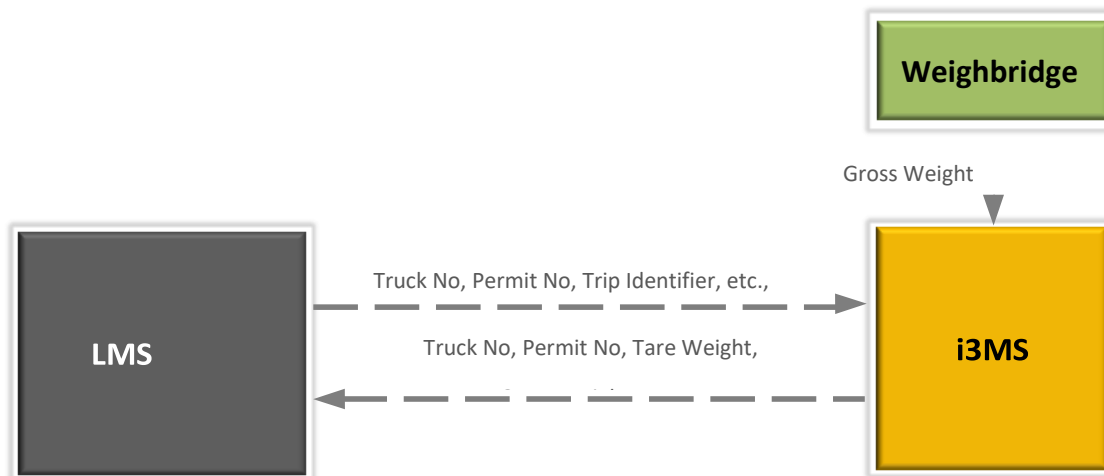 Weighbridge
Gross Weight
Truck No, Permit No, Trip Identifier, etc.,
LMS
Truck No, Permit No, Tare Weight,
i3MS